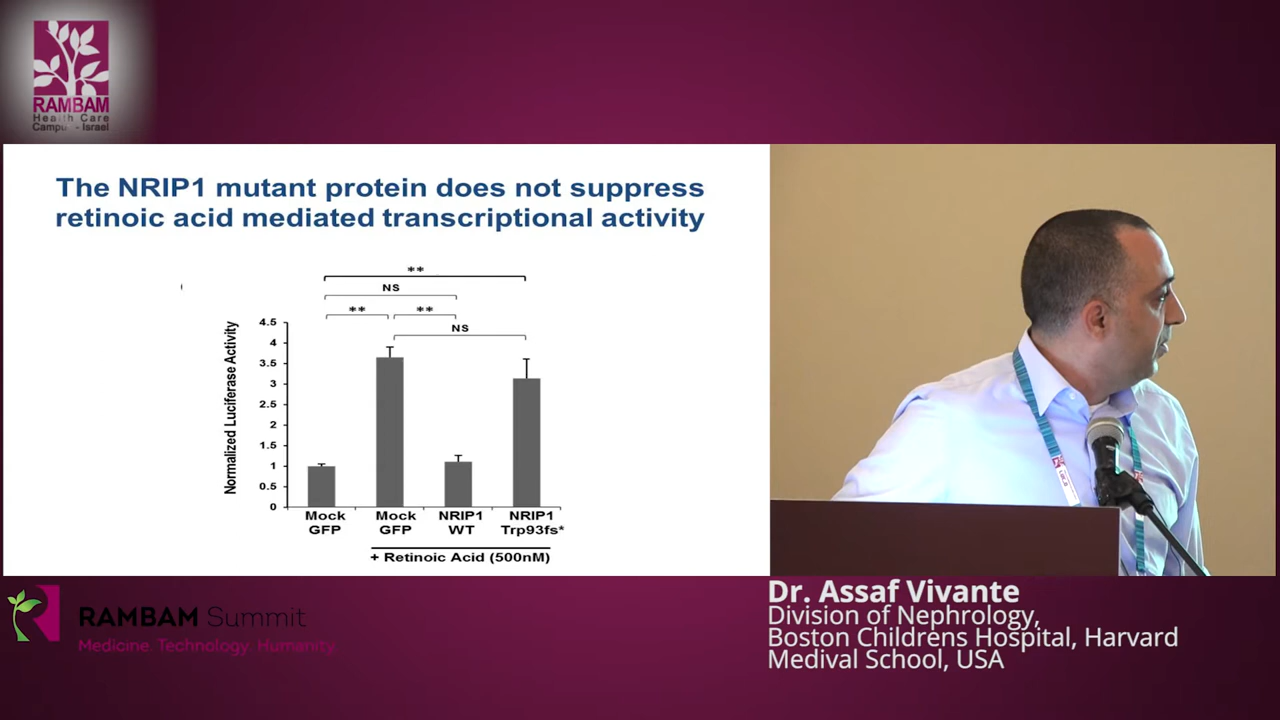 RAMBAM
Health Care
Campu - Israel
The NRIP1 mutant protein does not suppress
retinoic acid mediated transcriptional activity
**
NS
** **
NS
Normalized Luciferase Activity
4.5
4
3.5
3
2.5
2
1.5
1
0.5
0
Mock Mock NRIP1 NRIP1
GFP GFP WT Trp93fs*
+ Retinoic Acid (500nM)
RAMBAM Summit
Medicine. Technology. Humanity
Dr. Assaf Vivante
Division of Nephrology,
Boston Childrens Hospital, Harvard
Medival School, USA